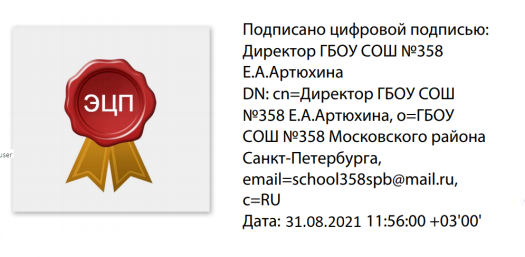 ЭЦП
user
Подписано цифровой подписью:
Директор ГБОУ СОШ №358
Е.А.Артюхина
DN: cn=Директор ГБОУ СОШ
№358 Е.А.Артюхина, o=ГБОУ
СОШ №358 Московского района
Санкт-Петербурга,
email=school358spb@mail.ru,
c=RU
Дата: 31.08.2021 11:56:00 +03'00'